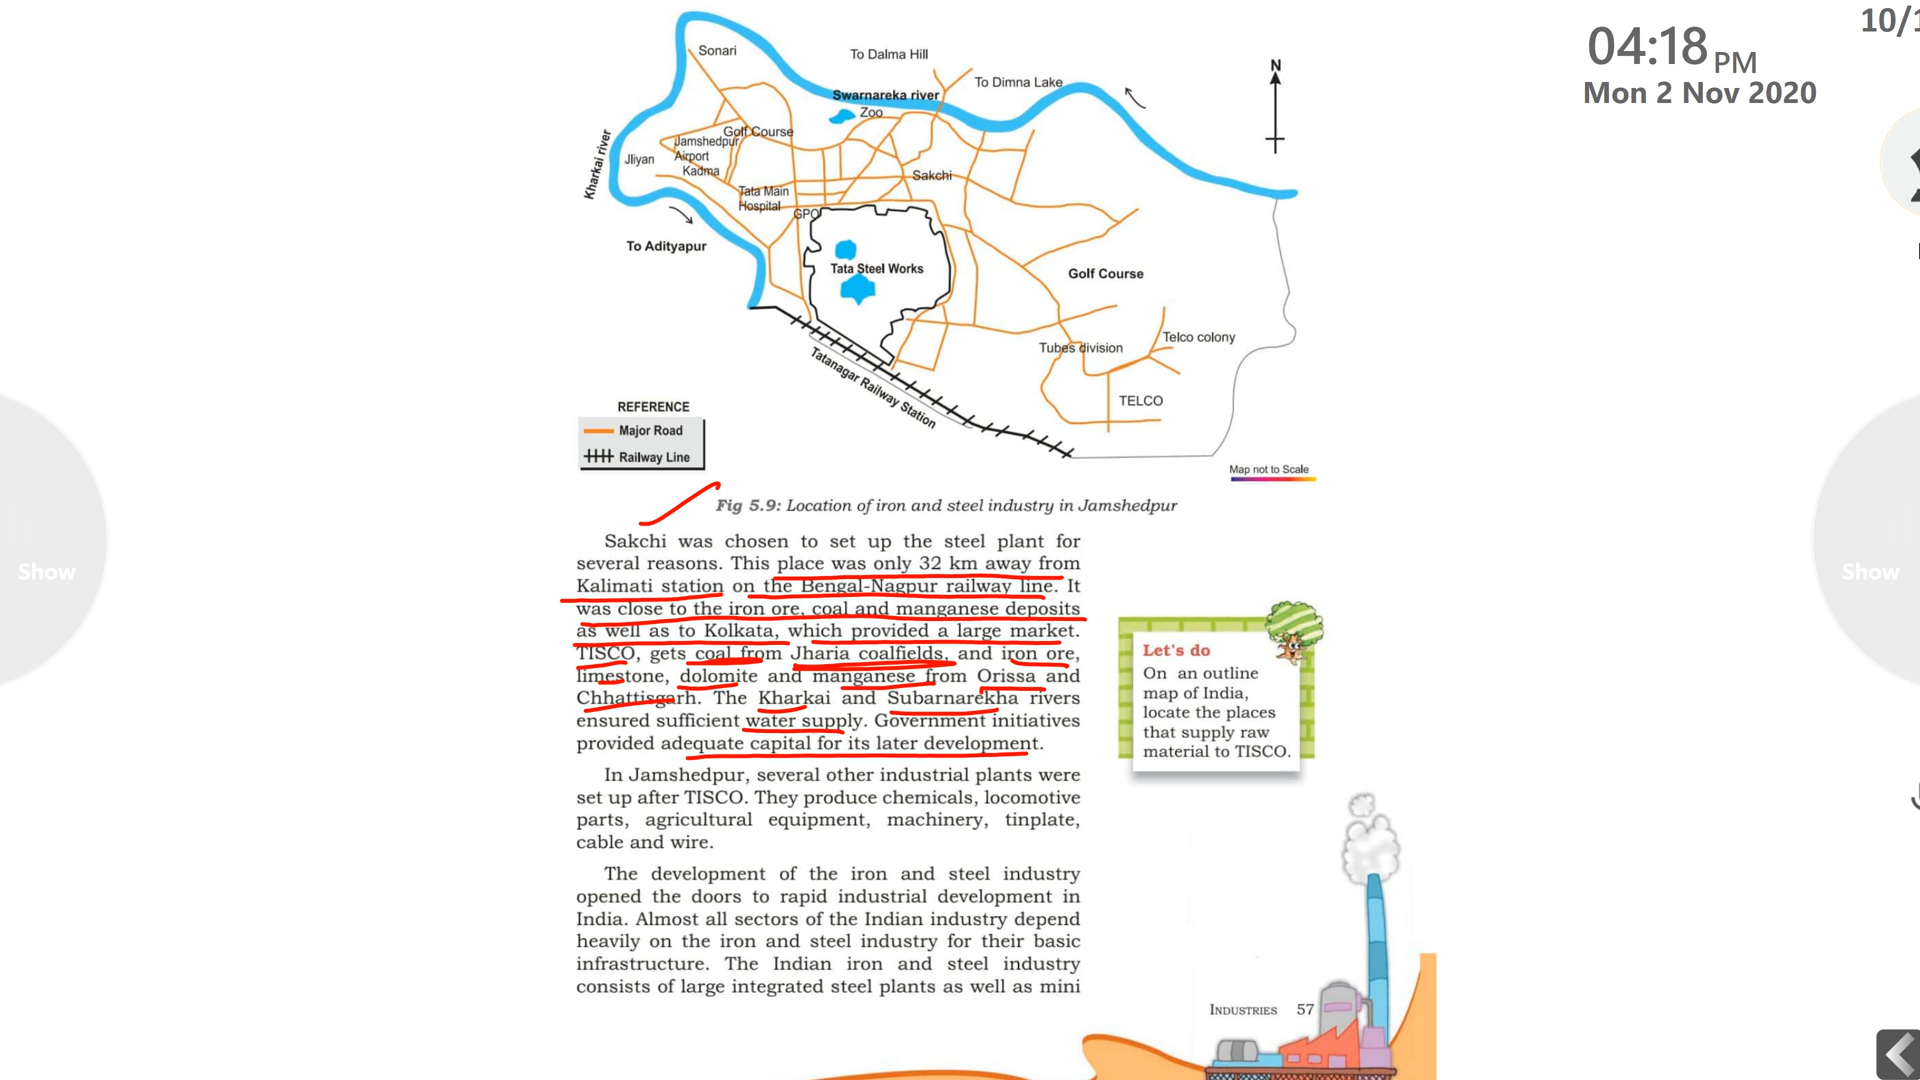 Sonari
To Dalma Hill
To Dimna Lake
N
Swarnareka river
Zoo
Golf Course
Jamshedpur
Airport
Kadma
Jliyan
Kharkai river
Sakchi
Tata Main
Hospital
GPO
To Adityapur
Tata Steel Works
Golf Course
Telco colony
Tubes division
TELCO
Tatanagar Railway Station
REFERENCE
Major Road
Railway Line
Map not to Scale
Fig 5.9: Location of iron and steel industry in Jamshedpur
Sakchi was chosen to set up the steel plant for
several reasons. This place was only 32 km away from
Kalimati station on the Bengal-Nagpur railway line. It
was close to the iron ore, coal and manganese deposits
as well as to Kolkata, which provided a large market.
TISCO, gets coal from Jharia coalfields, and iron ore,
limestone, dolomite and manganese from Orissa and
Chhattisgarh. The Kharkai and Subarnarekha rivers
ensured sufficient water supply. Government initiatives
provided adequate capital for its later development.
In Jamshedpur, several other industrial plants were
set up after TISCO. They produce chemicals, locomotive
parts, agricultural equipment, machinery, tinplate,
cable and wire.
The development of the iron and steel industry
opened the doors to rapid industrial development in
India. Almost all sectors of the Indian industry depend
heavily on the iron and steel industry for their basic
infrastructure. The Indian iron and steel industry
consists of large integrated steel plants as well as mini
Let's do
On an outline
map of India,
locate the places
that supply raw
material to TISCO.
INDUSTRIES 57
04:18 PM
Mon 2 Nov 2020
10/1
Show
Show